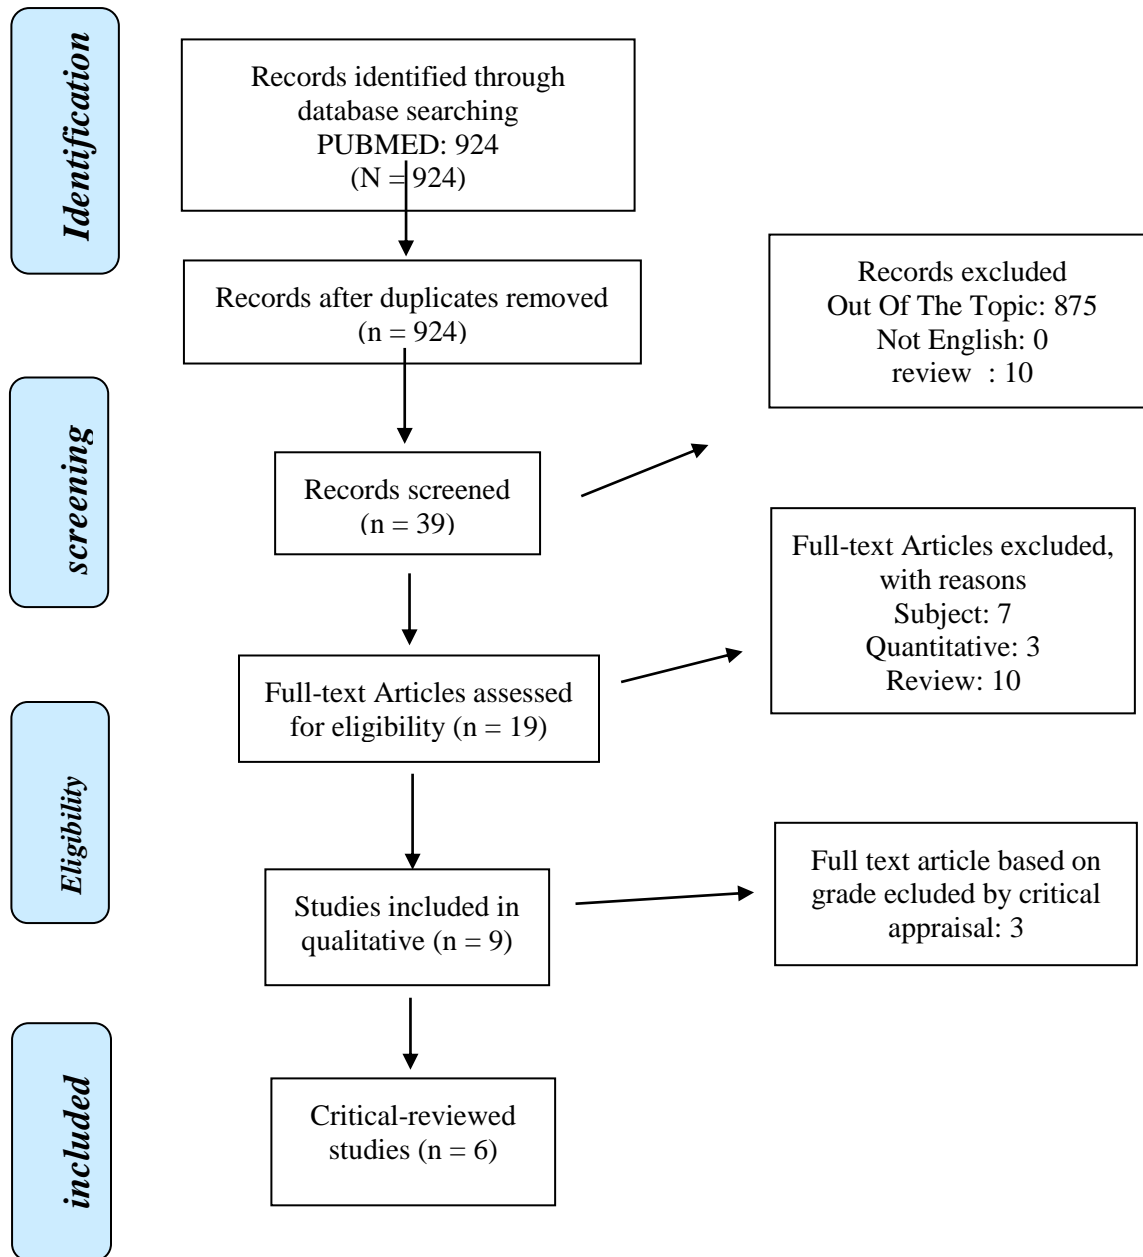 Identification
Records identified through
database searching
PUBMED: 924
(N = 924)
Records after duplicates removed
(n = 924)
Records excluded
Out Of The Topic: 875
Not English: 0
review : 10
screening
Records screened
(n = 39)
Full-text Articles excluded,
with reasons
Subject: 7
Quantitative: 3
Review: 10
Full-text Articles assessed
for eligibility (n = 19)
Eligibility
Studies included in
qualitative (n = 9)
Full text article based on
grade ecluded by critical
appraisal: 3
included
Critical-reviewed
studies (n = 6)